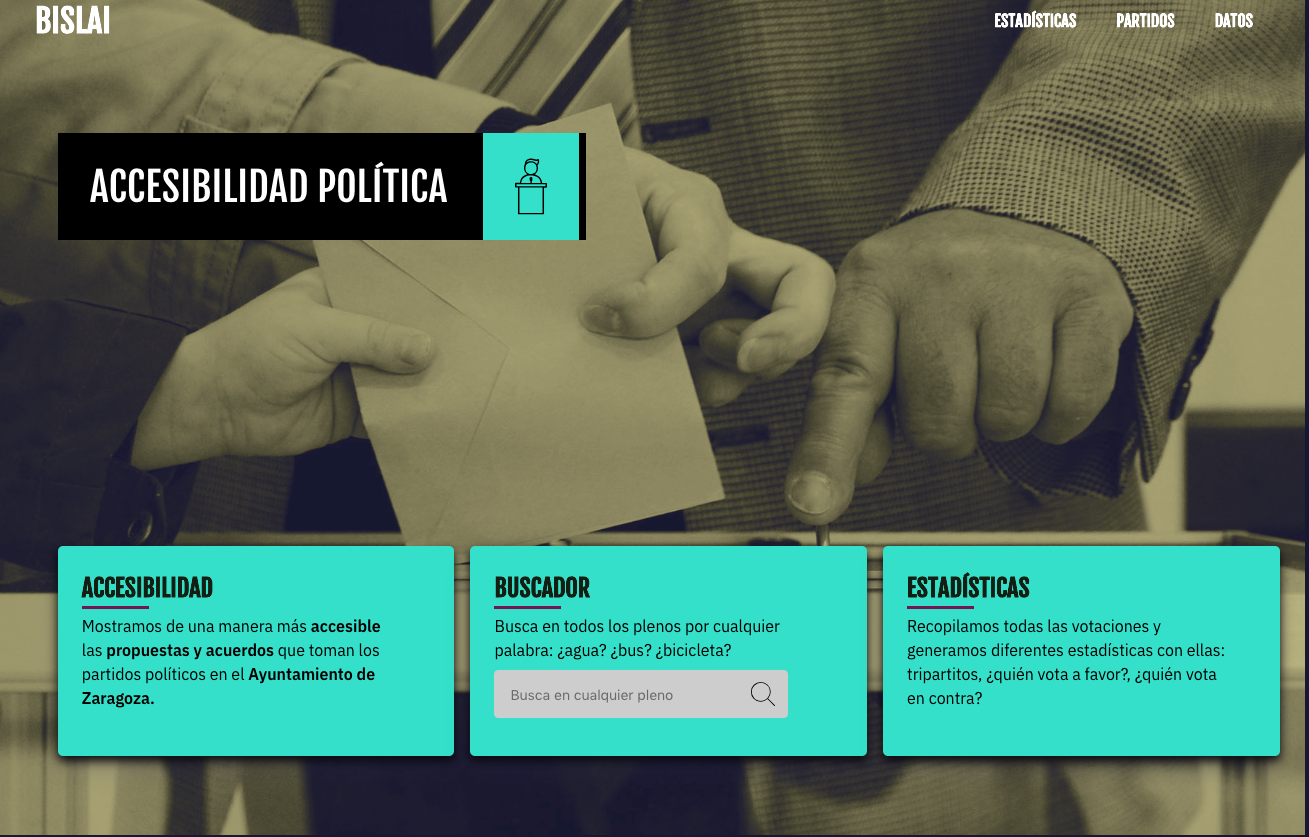 BISLAI
ESTADÍSTICAS PARTIDOS DATOS
ACCESIBILIDAD POLÍTICA
ACCESIBILIDAD
Mostramos de una manera más accesible
las propuestas y acuerdos que toman los
partidos políticos en el Ayuntamiento de
Zaragoza.
BUSCADOR
Busca en todos los plenos por cualquier
palabra: ¿agua? ¿bus? ¿bicicleta?
Busca en cualquier pleno
ESTADÍSTICAS
Recopilamos todas las votaciones y
generamos diferentes estadísticas con ellas:
tripartitos, ¿quién vota a favor?, ¿quién vota
en contra?